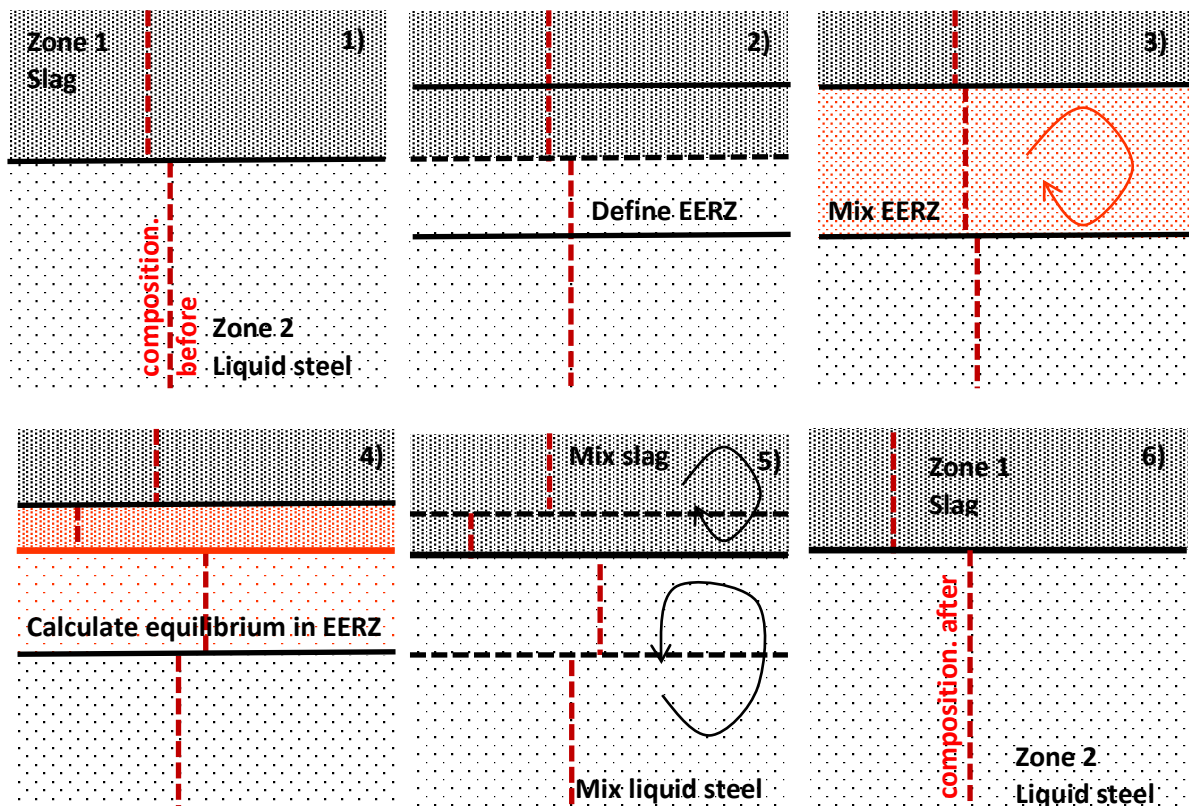 Zone 1
Slag
1)
composition.
before
Zone 2
Liquid steel
2)
Define EERZ
3)
Mix EERZ
4)
Calculate equilibrium in EERZ
Mix slag
5)
Mix liquid steel
6)
Zone 1
Slag
composition. after
Zone 2
Liquid steel